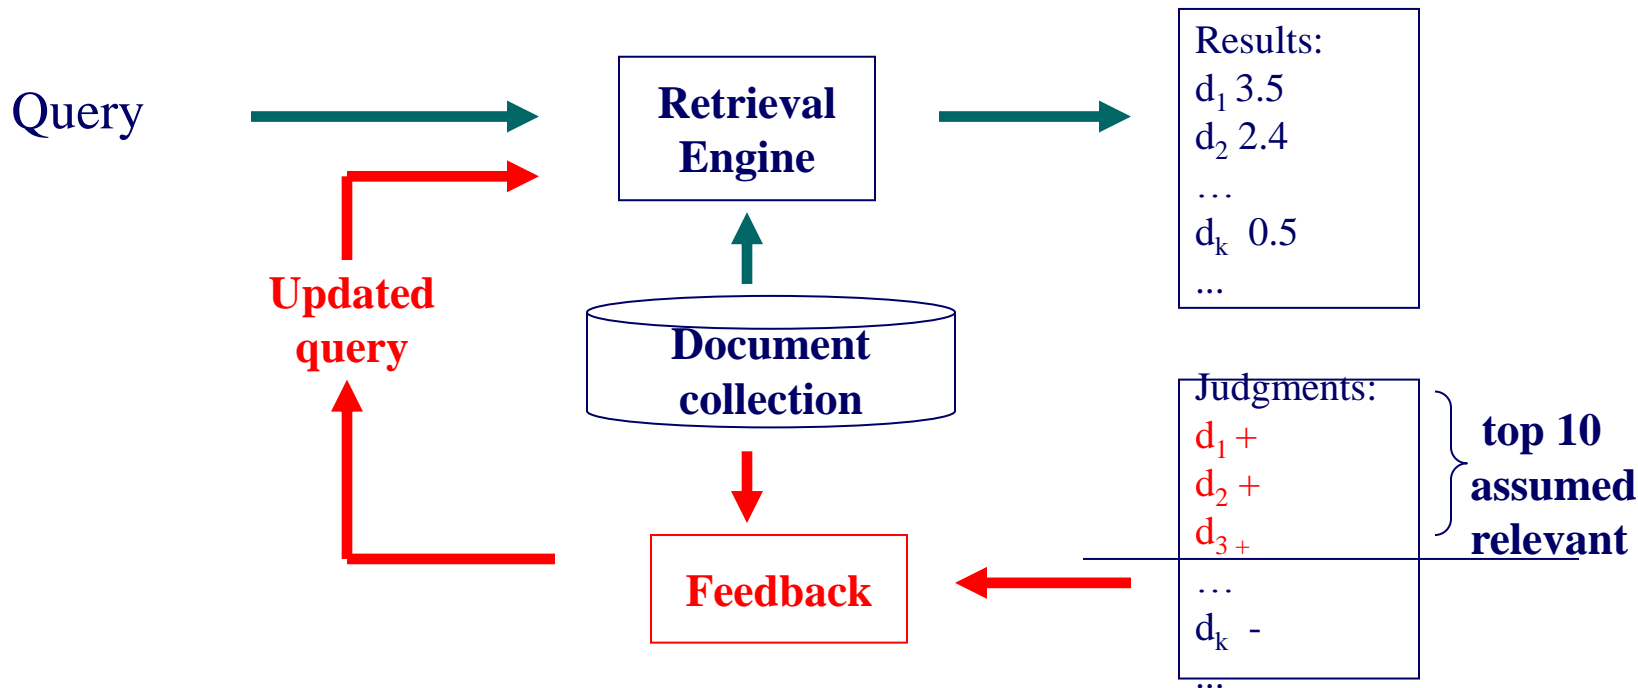 Query
Retrieval
Engine
Results:
d1 3.5
d2 2.4
…
dk 0.5
...
Updated
query
Document
collection
Judgments:
d1 +
d2 +
d3 +
…
dk -
...
top 10
assumed
relevant
Feedback